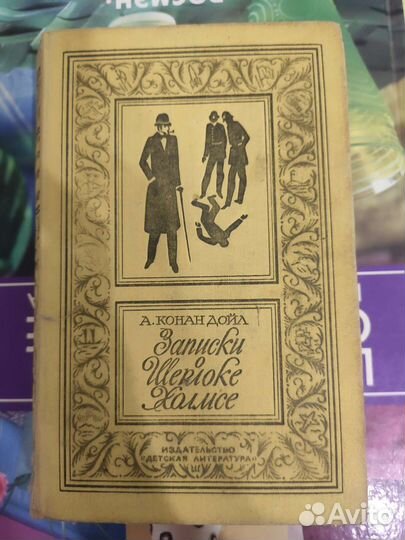 А. КОНАН ДОЙЛ
Записки
о
Шерлоке
Холмсе
ИЗДАТЕЛЬСТВО
«ДЕТСКАЯ ЛИТЕРАТУРА»
Avito